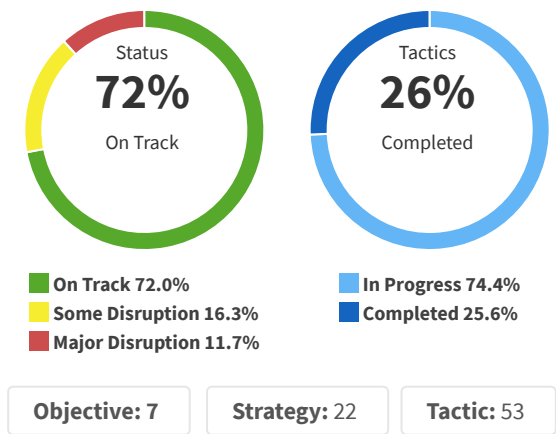 Status
72%
On Track
Tactics
26%
Completed
On Track 72.0%
Some Disruption 16.3%
Major Disruption 11.7%
In Progress 74.4%
Completed 25.6%
Objective: 7
Strategy: 22
Tactic: 53